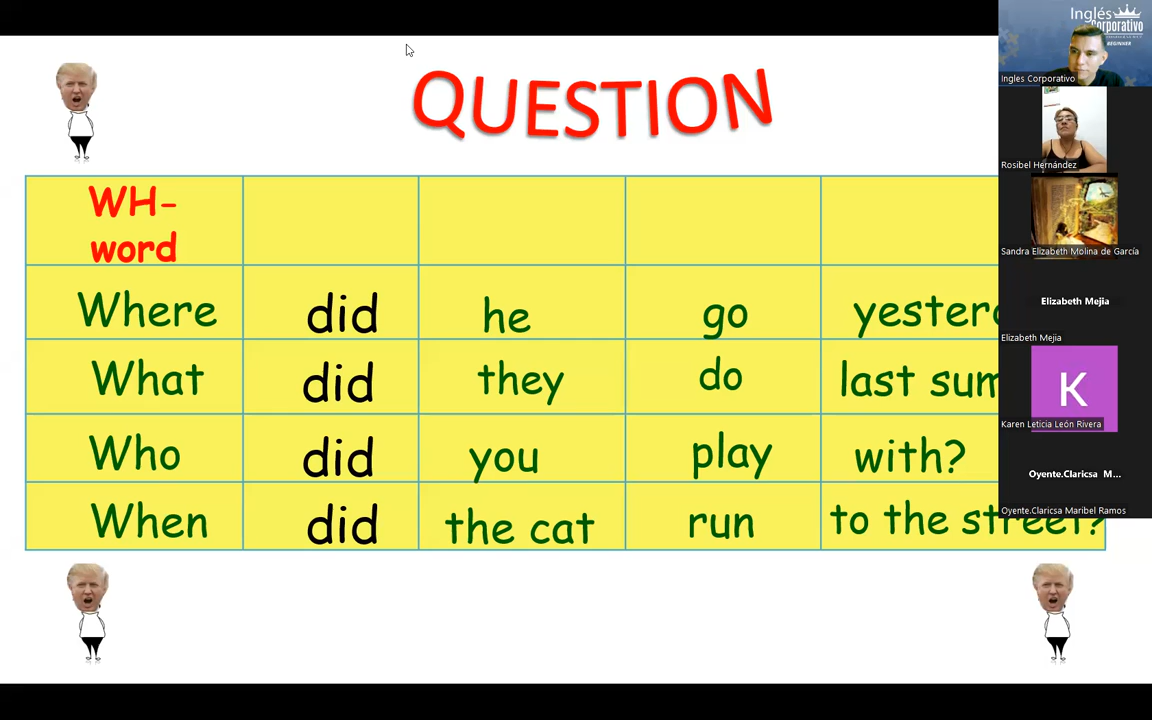 QUESTION
WH-
word
Where did he go
What did they do last
Who did you play with?
When did the cat run to the street?
Inglés
Corporativo
BEGINNER
Ingles Corporativo
Rosibel Hernández
Sandra Elizabeth Molina de García
Elizabeth Mejia
Elizabeth Mejia
K
Karen Leticia León Rivera
Oyente.Claricsa M...
Oyente.Claricsa Maribel Ramos